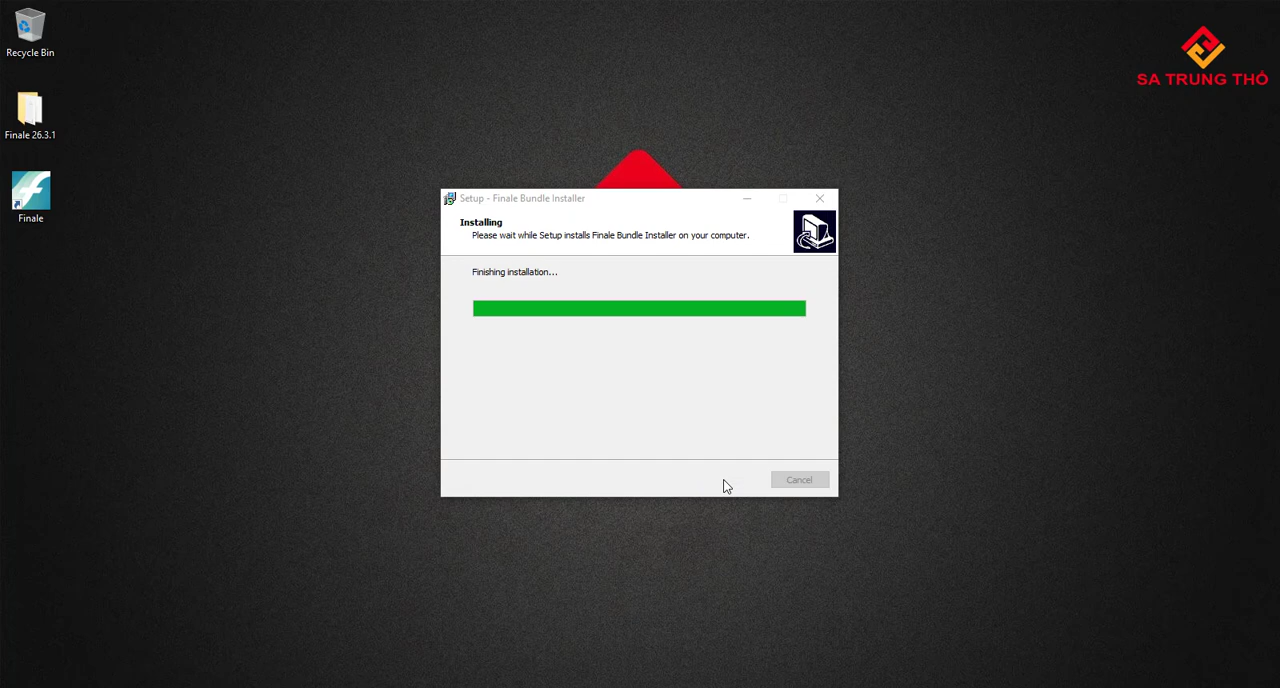 Recycle Bin
Finale 26.3.1
Finale
SA TRUNG THÔ
Setup - Finale Bundle Installer
Installing
Please wait while Setup installs Finale Bundle Installer on your computer.
Finishing installation...
Cancel